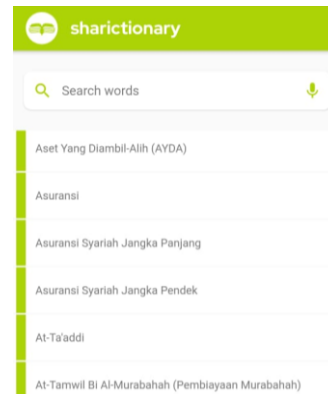 sharictionary
Search words
Aset Yang Diambil-Alih (AYDA)
Asuransi
Asuransi Syariah Jangka Panjang
Asuransi Syariah Jangka Pendek
At-Ta'addi
At-Tamwil Bi Al-Murabahah (Pembiayaan Murabahah)